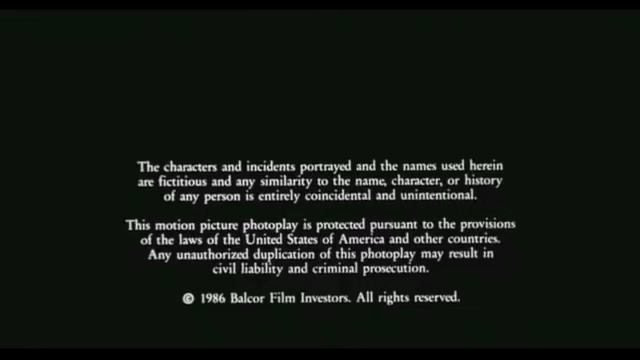 The characters and incidents portrayed and the names used herein
are fictitious and any similarity to the name, character, or history
of any person is entirely coincidental and unintentional.
This motion picture photoplay is protected pursuant to the provisions
of the laws of the United States of America and other countries.
Any unauthorized duplication of this photoplay may result in
civil liability and criminal prosecution.
© 1986 Balcor Film Investors. All rights reserved.